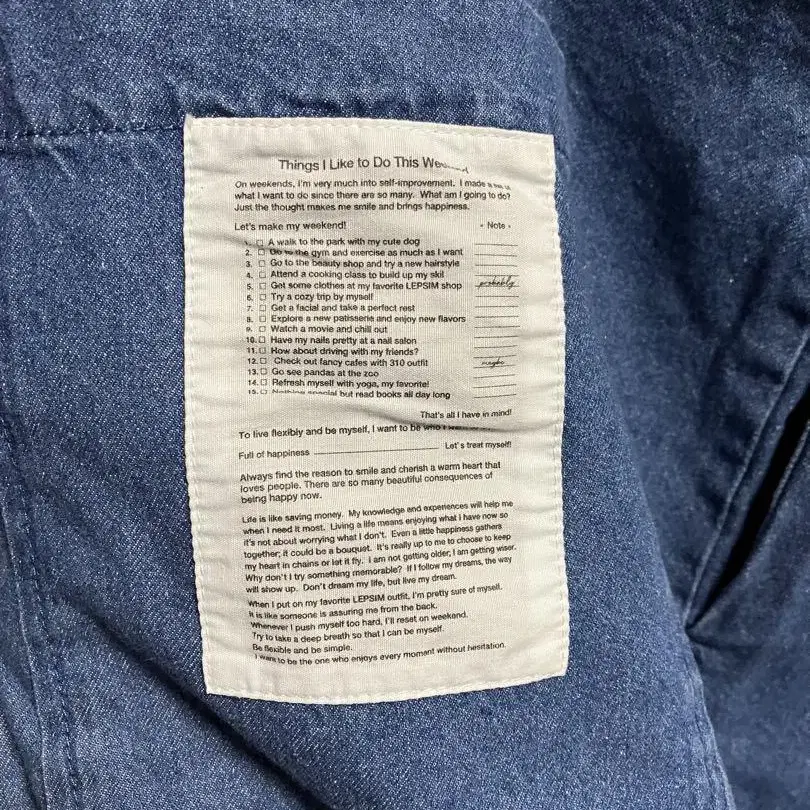 Things I Like to Do This
On weekends, I'm very much into self-improvement. I made a
what I want to do since there are so many. What am I going to do?
Just the thought makes me smile and brings happiness.
Let's make my weekend! • Note •
1. □ A walk to the park with my cute dog
2. □ Go to the gym and exercise as much as I want
3. □ Go to the beauty shop and try a new hairstyle
4. □ Attend a cooking class to build up my skil
5. □ Get some clothes at my favorite LEPSIM shop probably
6. □ Try a cozy trip by myself
7. □ Get a facial and take a perfect rest
8. □ Explore a new patisserie and enjoy new flavors
9. □ Watch a movie and chill out
10. □ Have my nails pretty at a nail salon
11. □ How about driving with my friends?
12. □ Check out fancy cafes with 310 outfit maybe
13. □ Go see pandas at the zoo
14. □ Refresh myself with yoga, my favorite!
15. □ Nothing special but read books all day long
That's all I have in mind!
To live flexibly and be myself, I want to be who I
Full of happiness Let's treat myself!
Always find the reason to smile and cherish a warm heart that
loves people. There are so many beautiful consequences of
being happy now.
Life is like saving money. My knowledge and experiences will help me
when I need it most. Living a life means enjoying what I have now so
it's not about worrying what I don't. Even a little happiness gathers
together; it could be a bouquet. It's really up to me to choose to keep
my heart in chains or let it fly. I am not getting older, I am getting wiser.
Why don't I try something memorable? If I follow my dreams, the way
will show up. Don't dream my life, but live my dream.
When I put on my favorite LEPSIM outfit, I'm pretty sure of myself.
It is like someone is assuring me from the back.
Whenever I push myself too hard, I'll reset on weekend.
Try to take a deep breath so that I can be myself.
Be flexible and be simple.
I want to be the one who enjoys every moment without hesitation.